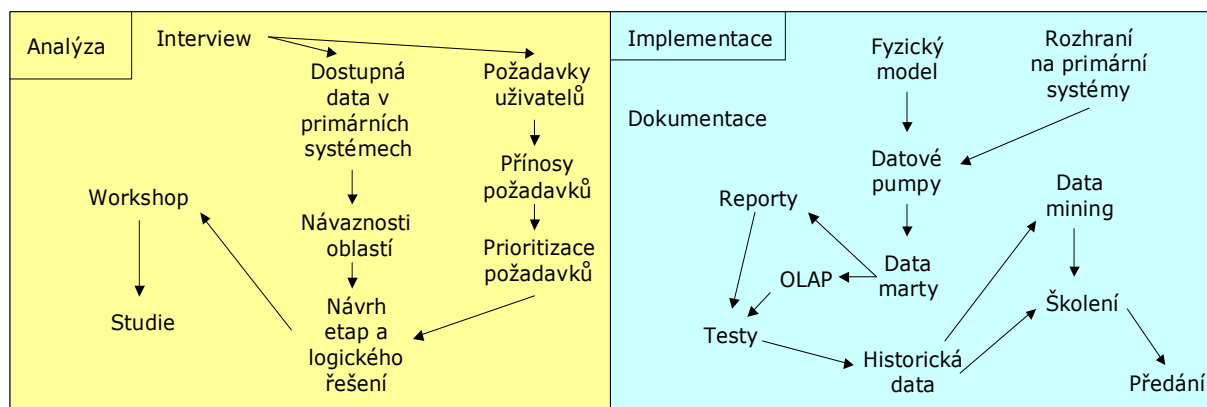 Analýza
Interview
Dostupná
data v
primárních
systémech
Požadavky
uživatelů
Přínosy
požadavků
Workshop
Návaznosti
oblastí
Prioritizace
požadavků
Studie
Návrh
etap a
logického
řešení
Implementace
Fyzický
model
Rozhraní
na primární
systémy
Dokumentace
Datové
pumpy
Reporty
Data
mining
OLAP
Data
marty
Školení
Testy
Historická
data
Předání